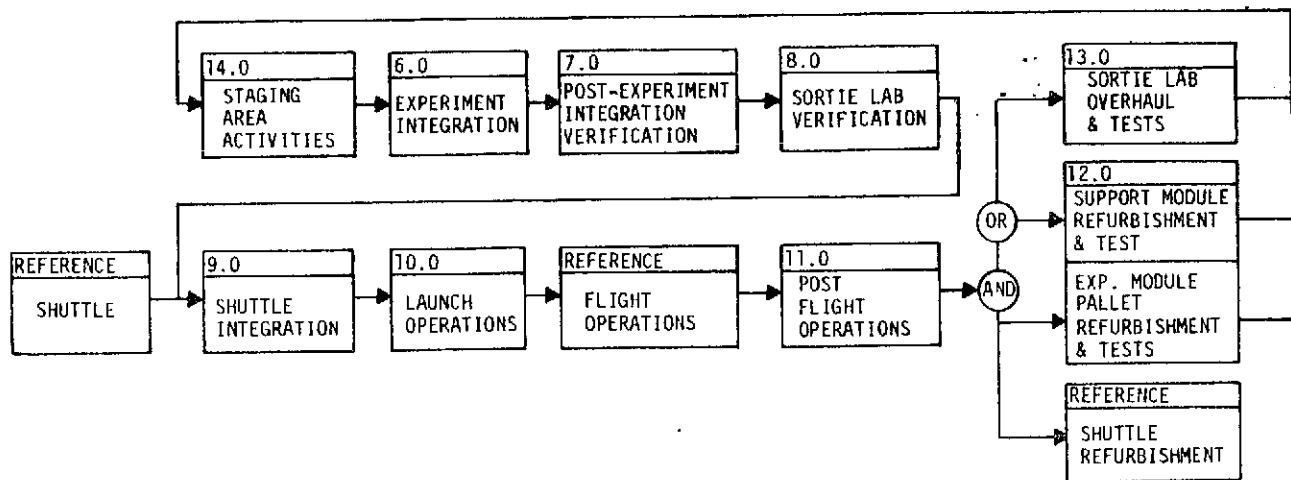 14.0
STAGING
AREA
ACTIVITIES
6.0
EXPERIMENT
INTEGRATION
7.0
POST-EXPERIMENT
INTEGRATION
VERIFICATION
8.0
SORTIE LAB
VERIFICATION
13.0
SORTIE LAB
OVERHAUL
& TESTS
12.0
SUPPORT MODULE
REFURBISHMENT
& TEST
EXP. MODULE
PALLET
REFURBISHMENT
& TESTS
OR
AND
REFERENCE
SHUTTLE
9.0
SHUTTLE
INTEGRATION
10.0
LAUNCH
OPERATIONS
REFERENCE
FLIGHT
OPERATIONS
11.0
POST
FLIGHT
OPERATIONS
REFERENCE
SHUTTLE
REFURBISHMENT